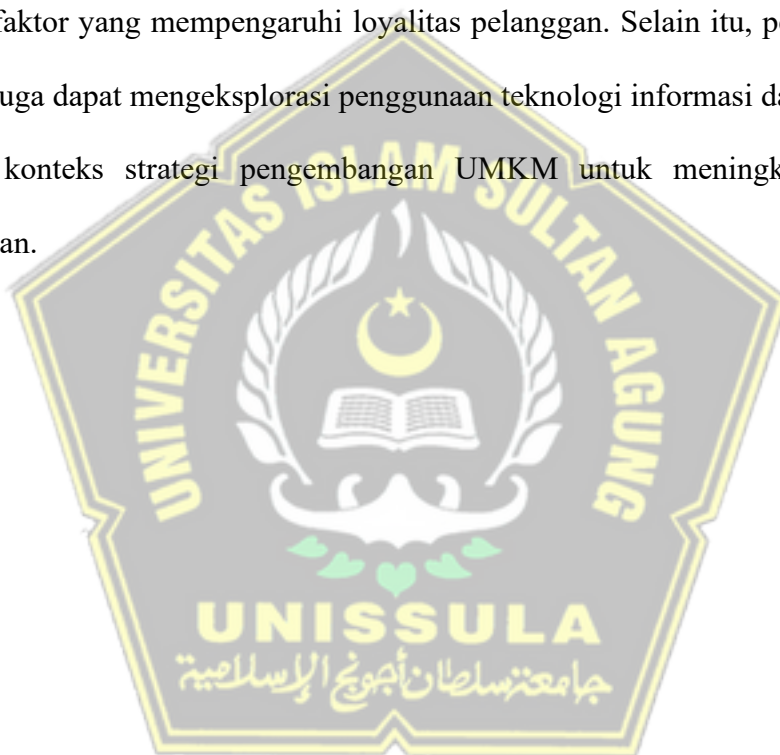 faktor yang mempengaruhi loyalitas pelanggan. Selain itu, pe
uga dapat mengeksplorasi penggunaan teknologi informasi da
konteks strategi pengembangan UMKM untuk meningk
an.
UNIVERSITAS ISLAM SULTAN AGUNG
UNISSULA
جامعة سلطان أجونج الإسلامية